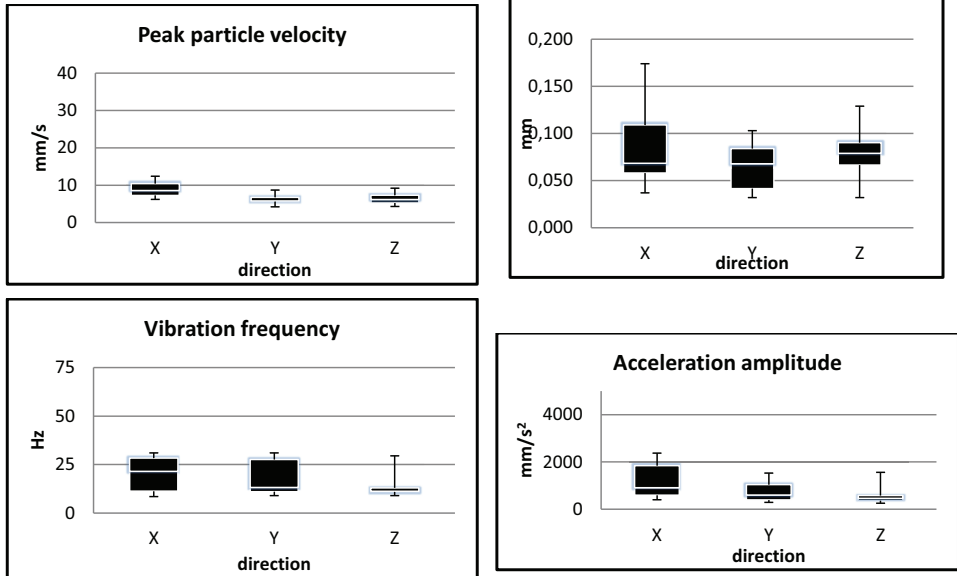 Peak particle velocity
mm/s
40
30
20
10
0
X Y Z
direction
mm
0,200
0,150
0,100
0,050
0,000
X Y Z
direction
Vibration frequency
Hz
75
50
25
0
X Y Z
direction
Acceleration amplitude
mm/s²
4000
2000
0
X Y Z
direction